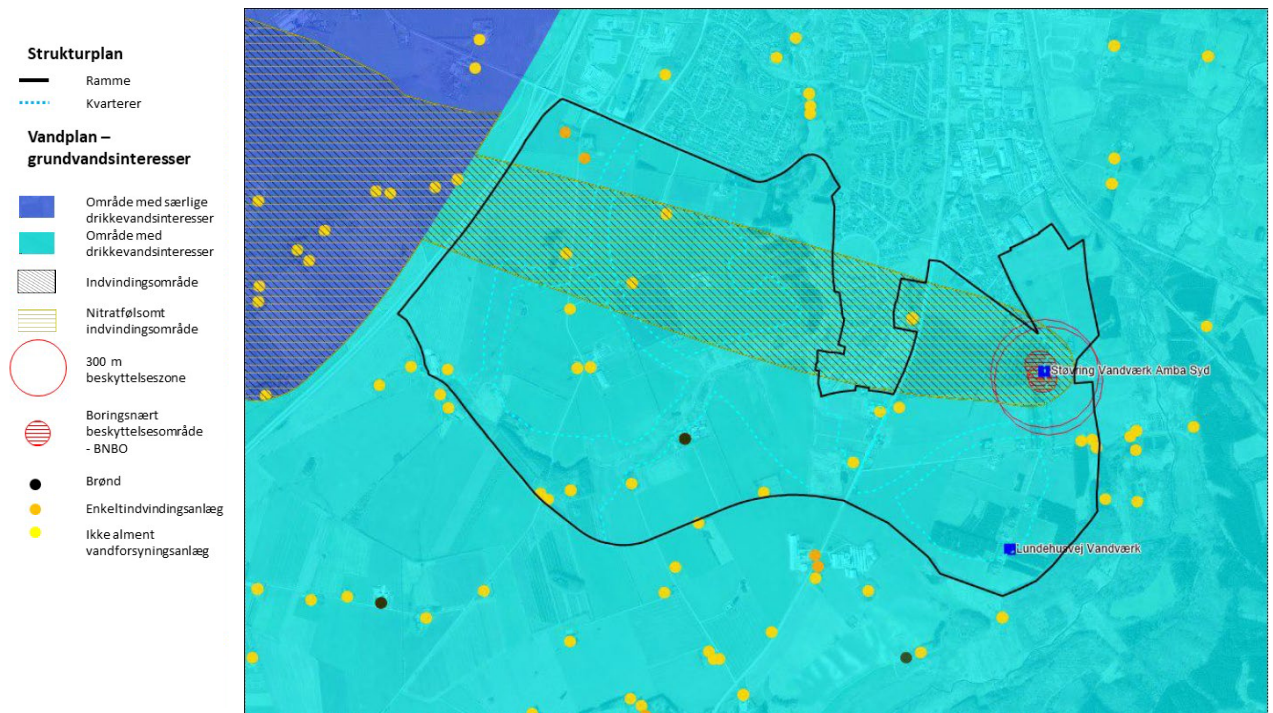 Strukturplan
Ramme
Kvarterer
Vandplan –
grundvandsinteresser
Område med særlige
drikkevandsinteresser
Område med
drikkevandsinteresser
Indvindingsområde
Nitratfølsomt
indvindingsområde
300 m
beskyttelseszone
Boringsnært
beskyttelsesområde
- BNBO
Brønd
Enkeltindvindingsanlæg
Ikke alment
vandforsyningsanlæg
Støvring Vandværk Amba Syd
Lundehusvej Vandværk